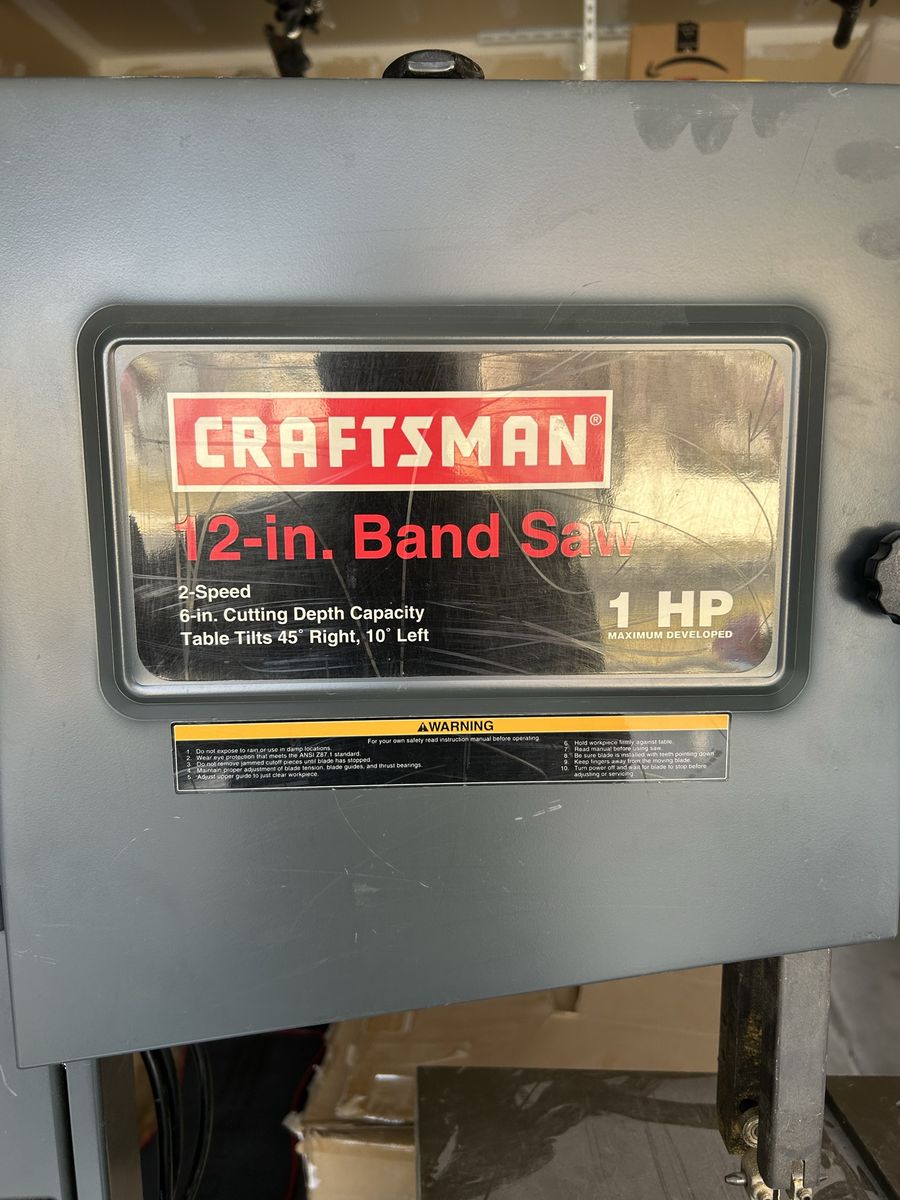 CRAFTSMAN®
12-in. Band Saw
2-Speed
6-in. Cutting Depth Capacity
Table Tilts 45° Right, 10° Left
1 HP
MAXIMUM DEVELOPED
⚠WARNING
For your own safety read instruction manual before operating.
1. Do not expose to rain or use in damp locations.
2. Wear eye protection that meets the ANSI Z87.1 standard.
3. Do not remove jammed cutoff pieces until blade has stopped.
4. Maintain proper adjustment of blade tension, blade guides, and thrust bearings.
5. Adjust upper guide to just clear workpiece.
6. Hold workpiece firmly against table.
7. Read manual before using saw.
8. Be sure blade is installed with teeth pointing down.
9. Keep fingers away from the moving blade.
10. Turn power off and wait for blade to stop before
adjusting or servicing.